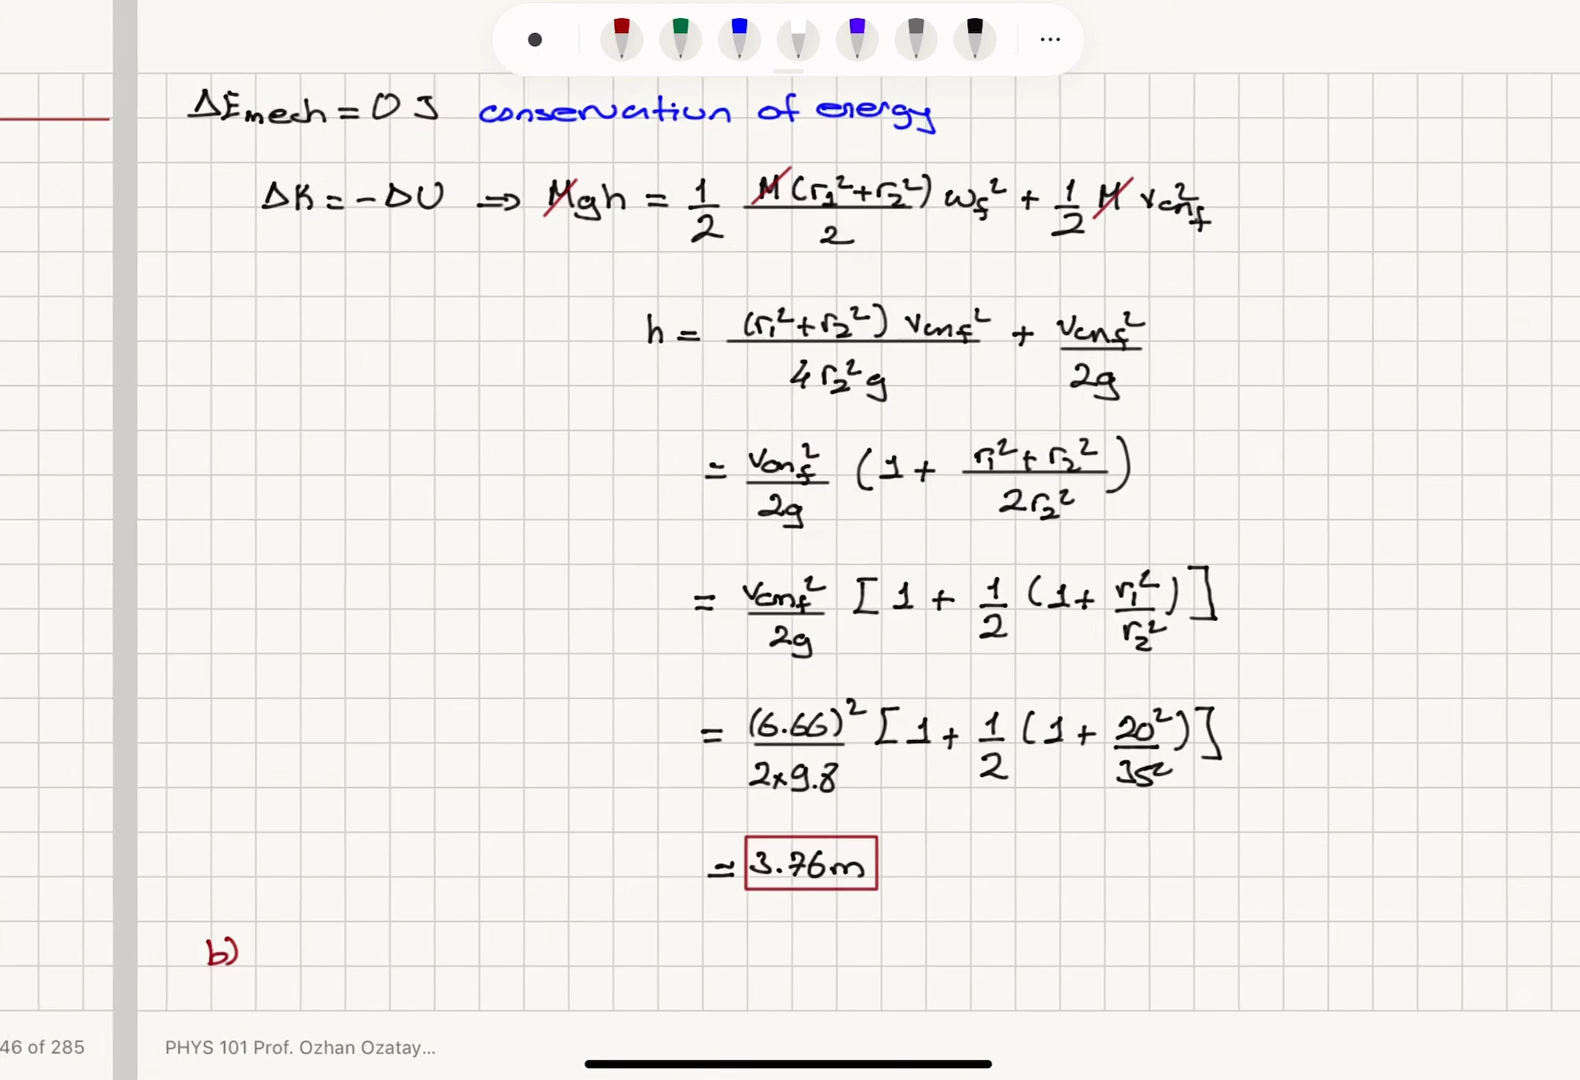 ΔEmech = 0 J conservation of energy
ΔK = -ΔU ⇒ Mgh = 1/2 M(r₁²+r₂²)/2 ωf² + 1/2 M vcmf²
h = (r₁²+r₂²) vcmf² / 4r₂²g + vcmf² / 2g
= vcmf² / 2g (1 + (r₁²+r₂²) / 2r₂²)
= vcmf² / 2g [1 + 1/2 (1 + r₁²/r₂²)]
= (6.66)² / 2×9.8 [1 + 1/2 (1 + 20²/35²)]
≃ 3.76m
b)
46 of 285
PHYS 101 Prof. Ozhan Ozatay...